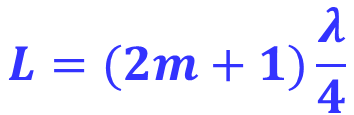 L = (2m + 1) λ/4